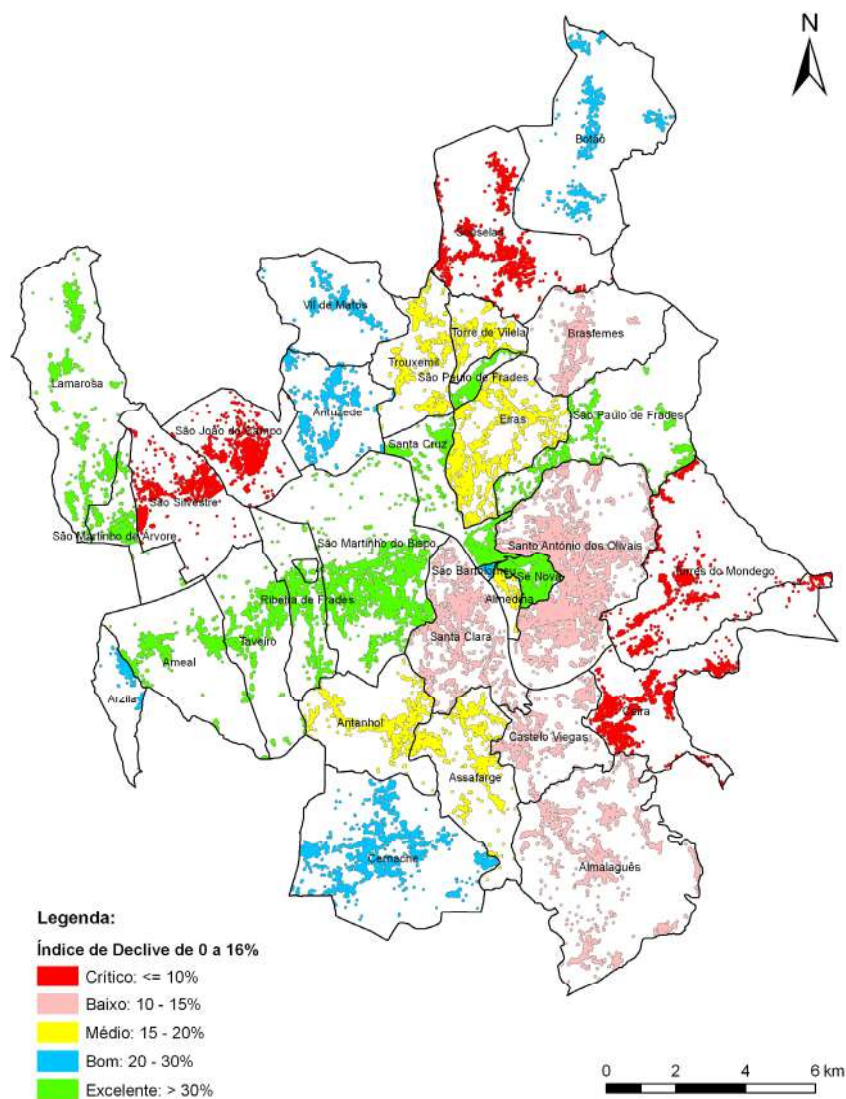 N
Botão
Souselas
Vil de Matos
Torre de Vilela
Brasfemes
Trouxemil
São Paulo de Frades
Lamarosa
Antuzede
São João do Campo
Eiras
São Paulo de Frades
Santa Cruz
São Silvestre
São Martinho de Arvore
São Martinho do Bispo
Santo António dos Olivais
São Bartolomeu
Sé Nova
Torres do Mondego
Ribeira de Frades
Almedina
Santa Clara
Taveiro
Ameal
Arzila
Ceira
Antanhol
Castelo Viegas
Assafarge
Cernache
Almalaguês
Legenda:
Índice de Declive de 0 a 16%
Crítico: <= 10%
Baixo: 10 - 15%
Médio: 15 - 20%
Bom: 20 - 30%
Excelente: > 30%
0 2 4 6 km